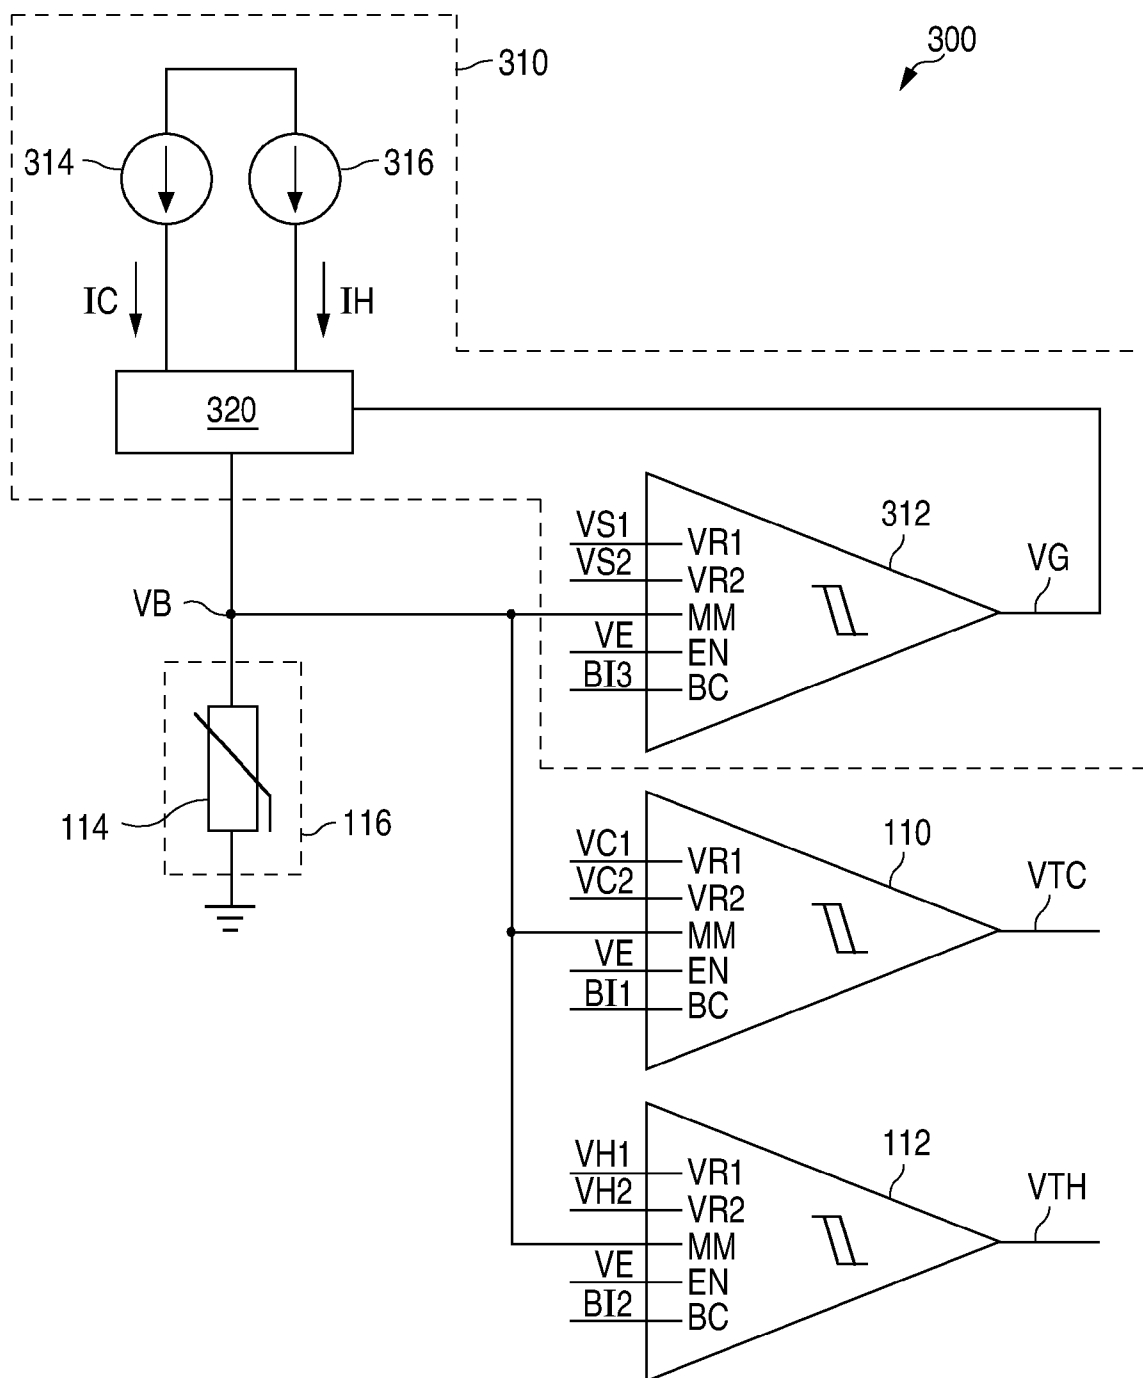 300
310
314
316
IC
IH
320
VS1
VR1
VS2
VR2
312
VG
VB
MM
VE
EN
BI3
BC
114
116
VC1
VR1
VC2
VR2
110
VTC
MM
VE
EN
BI1
BC
VH1
VR1
VH2
VR2
112
VTH
MM
VE
EN
BI2
BC